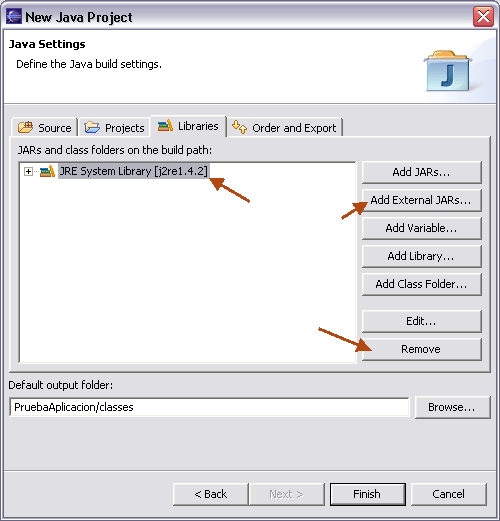 New Java Project
Java Settings
Define the Java build settings.
Source
Projects
Libraries
Order and Export
JARs and class folders on the build path:
JRE System Library [j2re1.4.2]
Add JARs...
Add External JARs...
Add Variable...
Add Library...
Add Class Folder...
Edit...
Remove
Default output folder:
PruebaAplicacion/classes
Browse...
< Back
Next >
Finish
Cancel